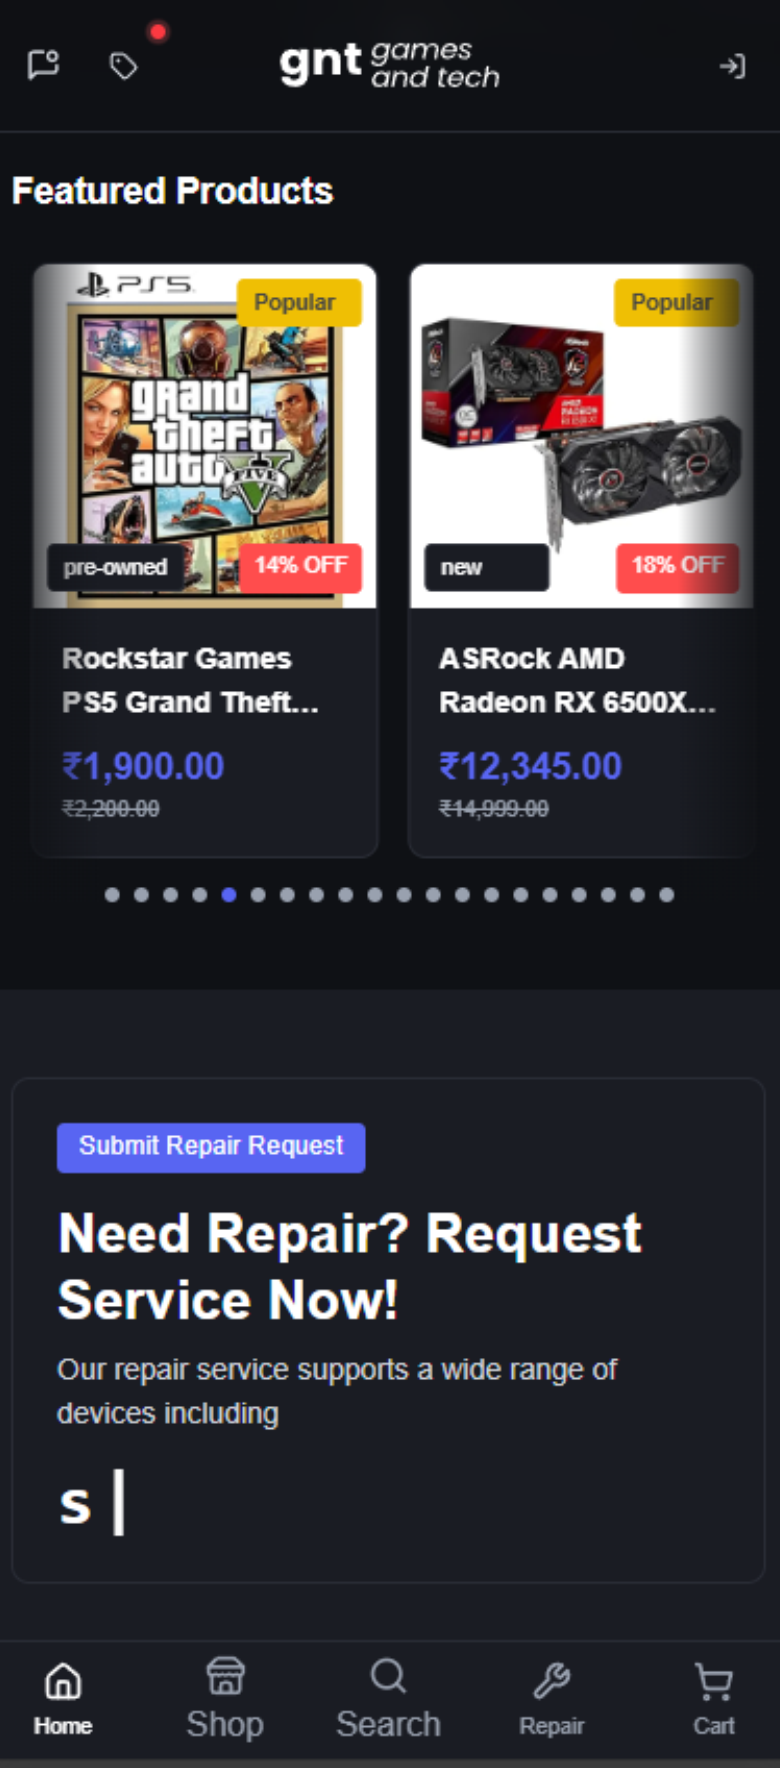 gnt games
and tech
Featured Products
PS5
Popular
grand
theft
auto
FIVE
V
pre-owned
14% OFF
Rockstar Games
PS5 Grand Theft...
₹1,900.00
₹2,200.00
Popular
new
18% OFF
ASRock AMD
Radeon RX 6500X...
₹12,345.00
₹14,999.00
Submit Repair Request
Need Repair? Request
Service Now!
Our repair service supports a wide range of
devices including
s
Home
Shop
Search
Repair
Cart